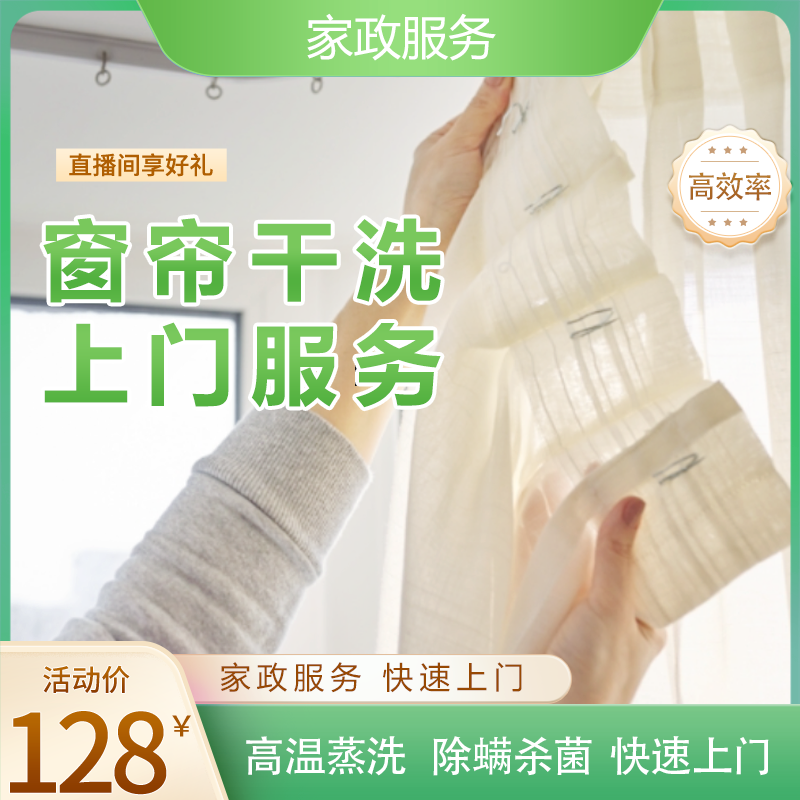 家政服务
直播间享好礼
高效率
窗帘干洗
上门服务
活动价
128¥
家政服务 快速上门
高温蒸洗 除螨杀菌 快速上门